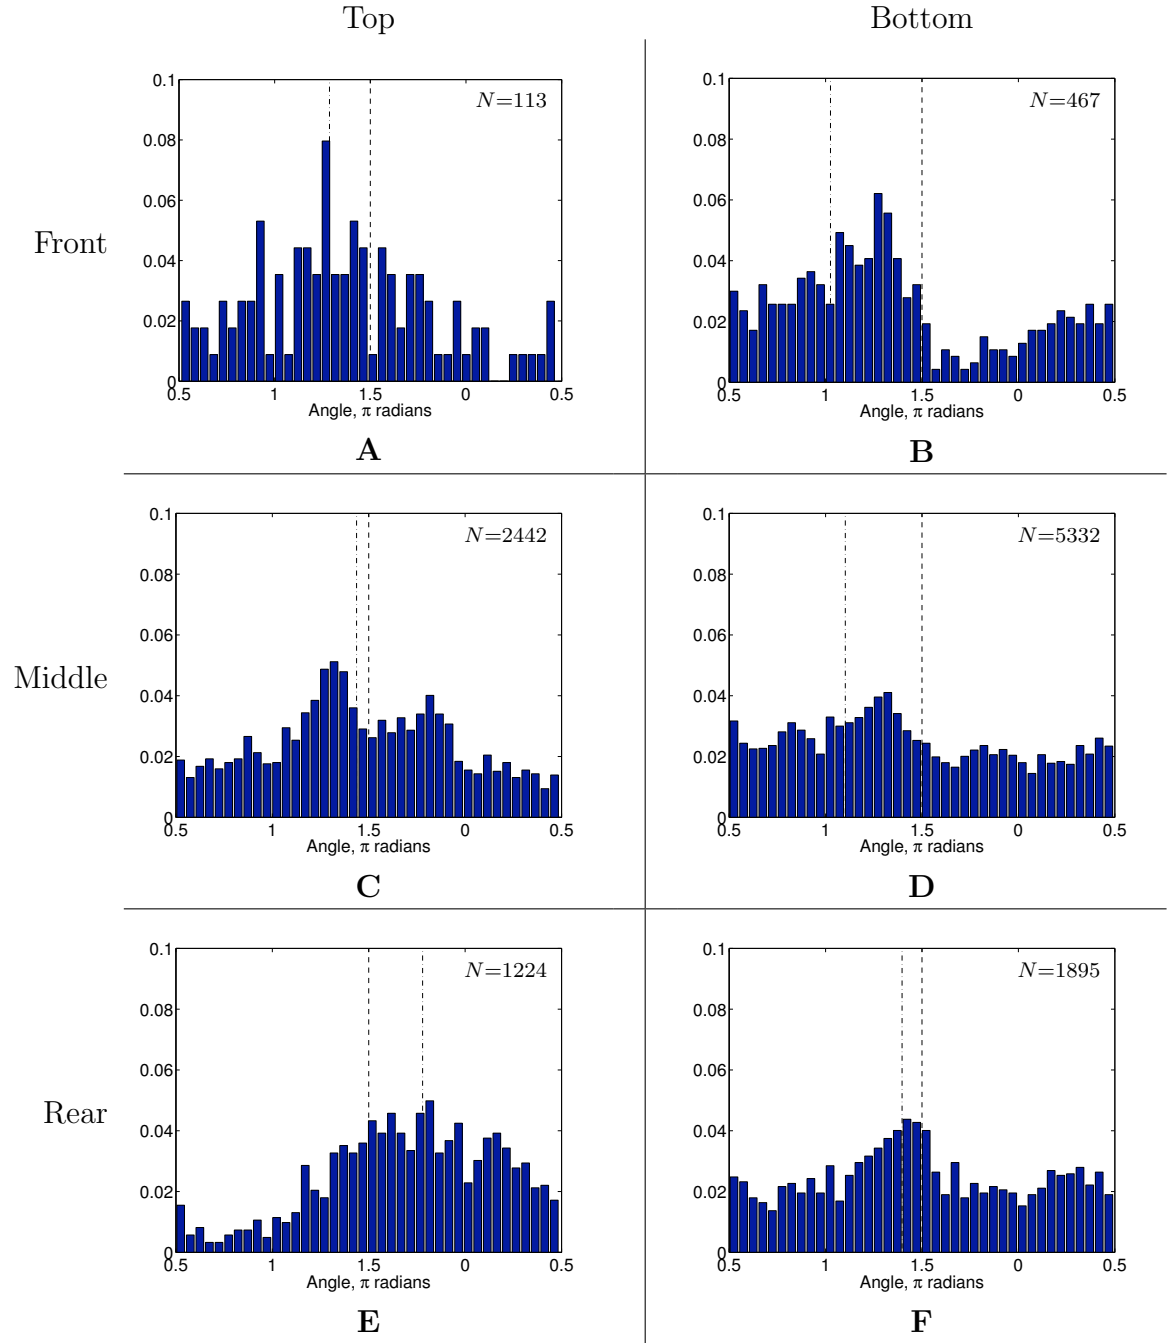 Top
Bottom
Front
N=113
0.1
0.08
0.06
0.04
0.02
0
0.5
1
1.5
0
0.5
Angle, π radians
A
N=467
0.1
0.08
0.06
0.04
0.02
0
0.5
1
1.5
0
0.5
Angle, π radians
B
Middle
N=2442
0.1
0.08
0.06
0.04
0.02
0
0.5
1
1.5
0
0.5
Angle, π radians
C
N=5332
0.1
0.08
0.06
0.04
0.02
0
0.5
1
1.5
0
0.5
Angle, π radians
D
Rear
N=1224
0.1
0.08
0.06
0.04
0.02
0
0.5
1
1.5
0
0.5
Angle, π radians
E
N=1895
0.1
0.08
0.06
0.04
0.02
0
0.5
1
1.5
0
0.5
Angle, π radians
F